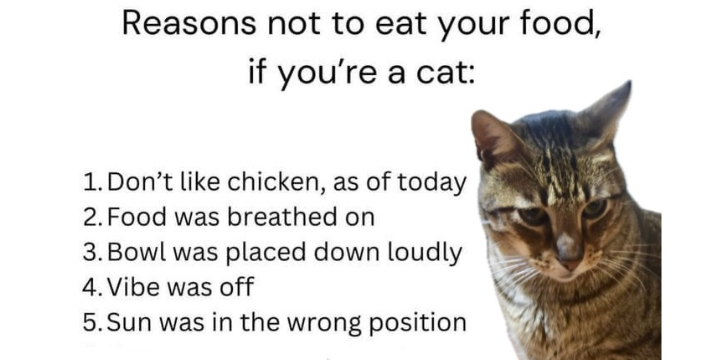 Reasons not to eat your food,
if you’re a cat:
1. Don’t like chicken, as of today
2. Food was breathed on
3. Bowl was placed down loudly
4. Vibe was off
5. Sun was in the wrong position